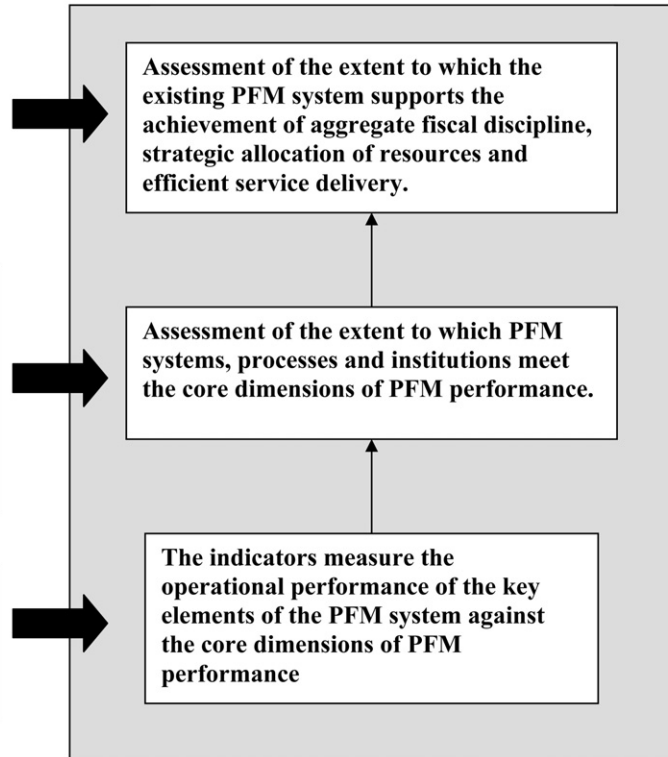 Assessment of the extent to which the
existing PFM system supports the
achievement of aggregate fiscal discipline,
strategic allocation of resources and
efficient service delivery.
Assessment of the extent to which PFM
systems, processes and institutions meet
the core dimensions of PFM performance.
The indicators measure the
operational performance of the key
elements of the PFM system against
the core dimensions of PFM
performance